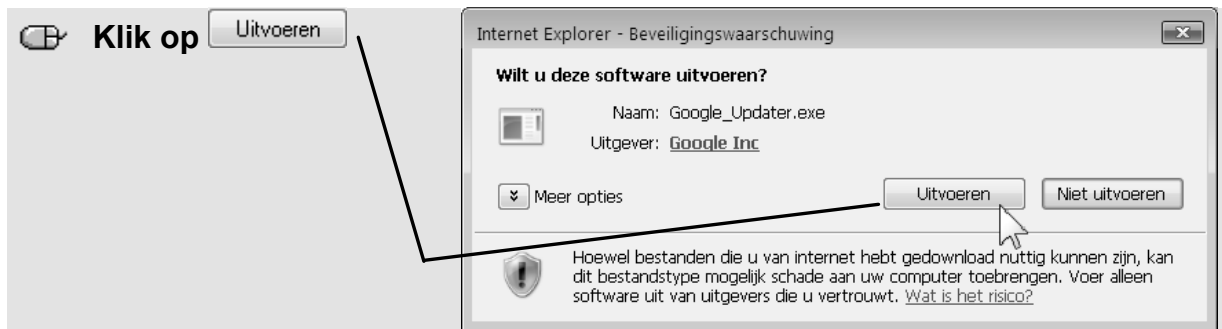 Klik op Uitvoeren
Internet Explorer - Beveiligingswaarschuwing
Wilt u deze software uitvoeren?
Naam: Google_Updater.exe
Uitgever: Google Inc
Meer opties
Uitvoeren
Niet uitvoeren
Hoewel bestanden die u van internet hebt gedownload nuttig kunnen zijn, kan
dit bestandstype mogelijk schade aan uw computer toebrengen. Voer alleen
software uit van uitgevers die u vertrouwt. Wat is het risico?